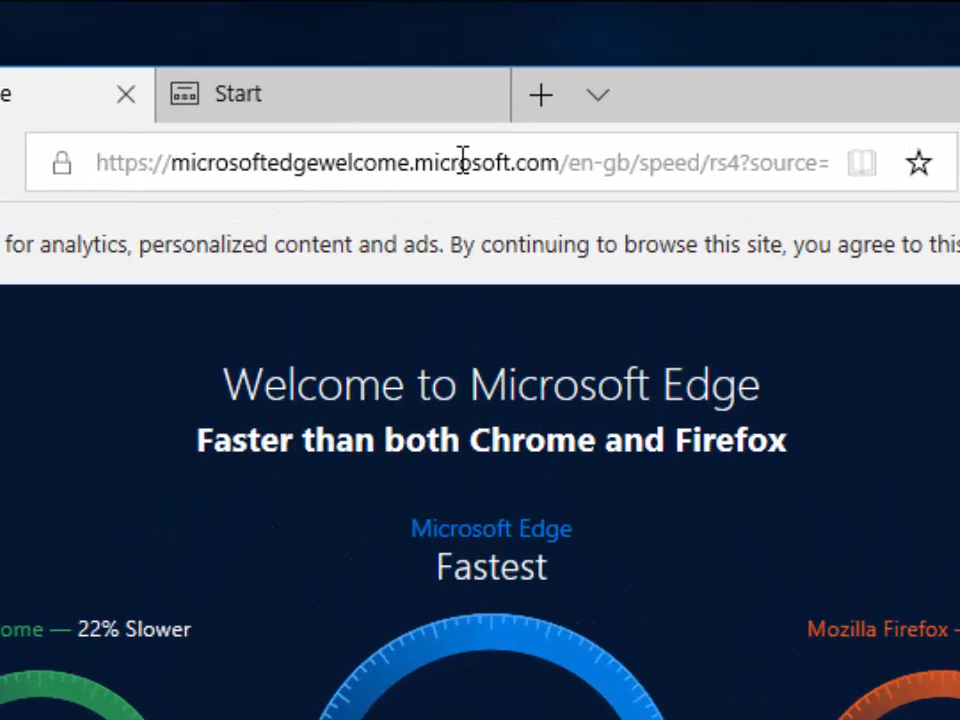 e
Start
https://microsoftedgewelcome.microsoft.com/en-gb/speed/rs4?source=
for analytics, personalized content and ads. By continuing to browse this site, you agree to this
Welcome to Microsoft Edge
Faster than both Chrome and Firefox
Microsoft Edge
Fastest
ome — 22% Slower
Mozilla Firefox -